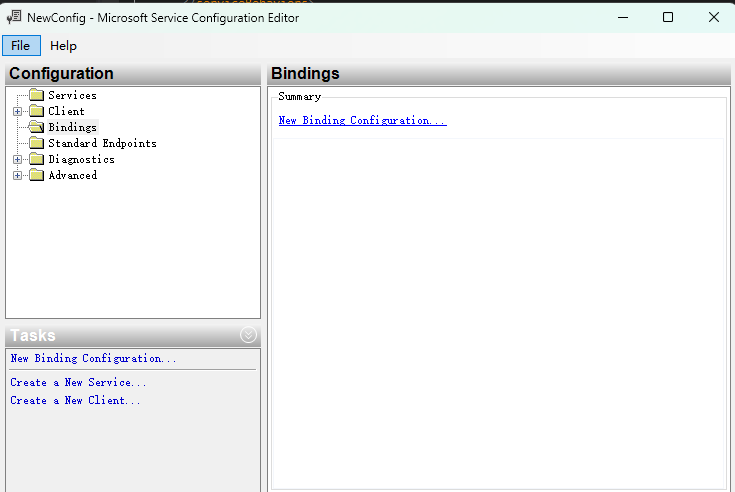 NewConfig - Microsoft Service Configuration Editor
File Help
Configuration
Services
Client
Bindings
Standard Endpoints
Diagnostics
Advanced
Tasks
New Binding Configuration...
Create a New Service...
Create a New Client...
Bindings
Summary
New Binding Configuration...